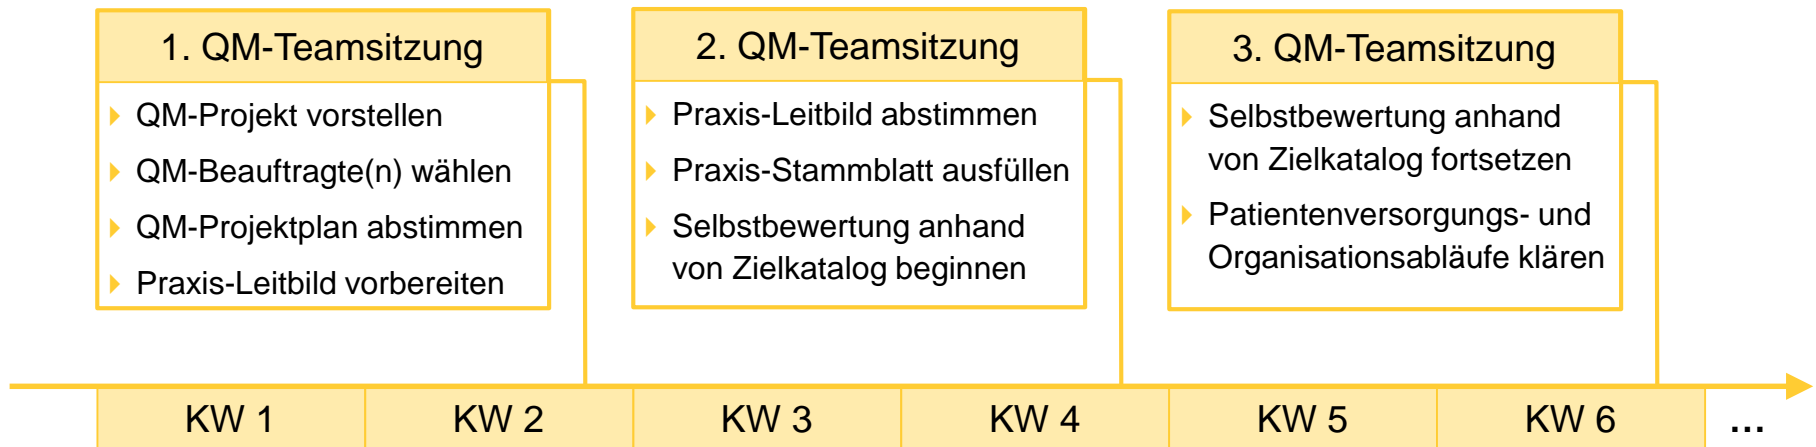 1. QM-Teamsitzung
QM-Projekt vorstellen
QM-Beauftragte(n) wählen
QM-Projektplan abstimmen
Praxis-Leitbild vorbereiten
2. QM-Teamsitzung
Praxis-Leitbild abstimmen
Praxis-Stammblatt ausfüllen
Selbstbewertung anhand
von Zielkatalog beginnen
3. QM-Teamsitzung
Selbstbewertung anhand
von Zielkatalog fortsetzen
Patientenversorgungs- und
Organisationsabläufe klären
KW 1 KW 2 KW 3 KW 4 KW 5 KW 6 ...